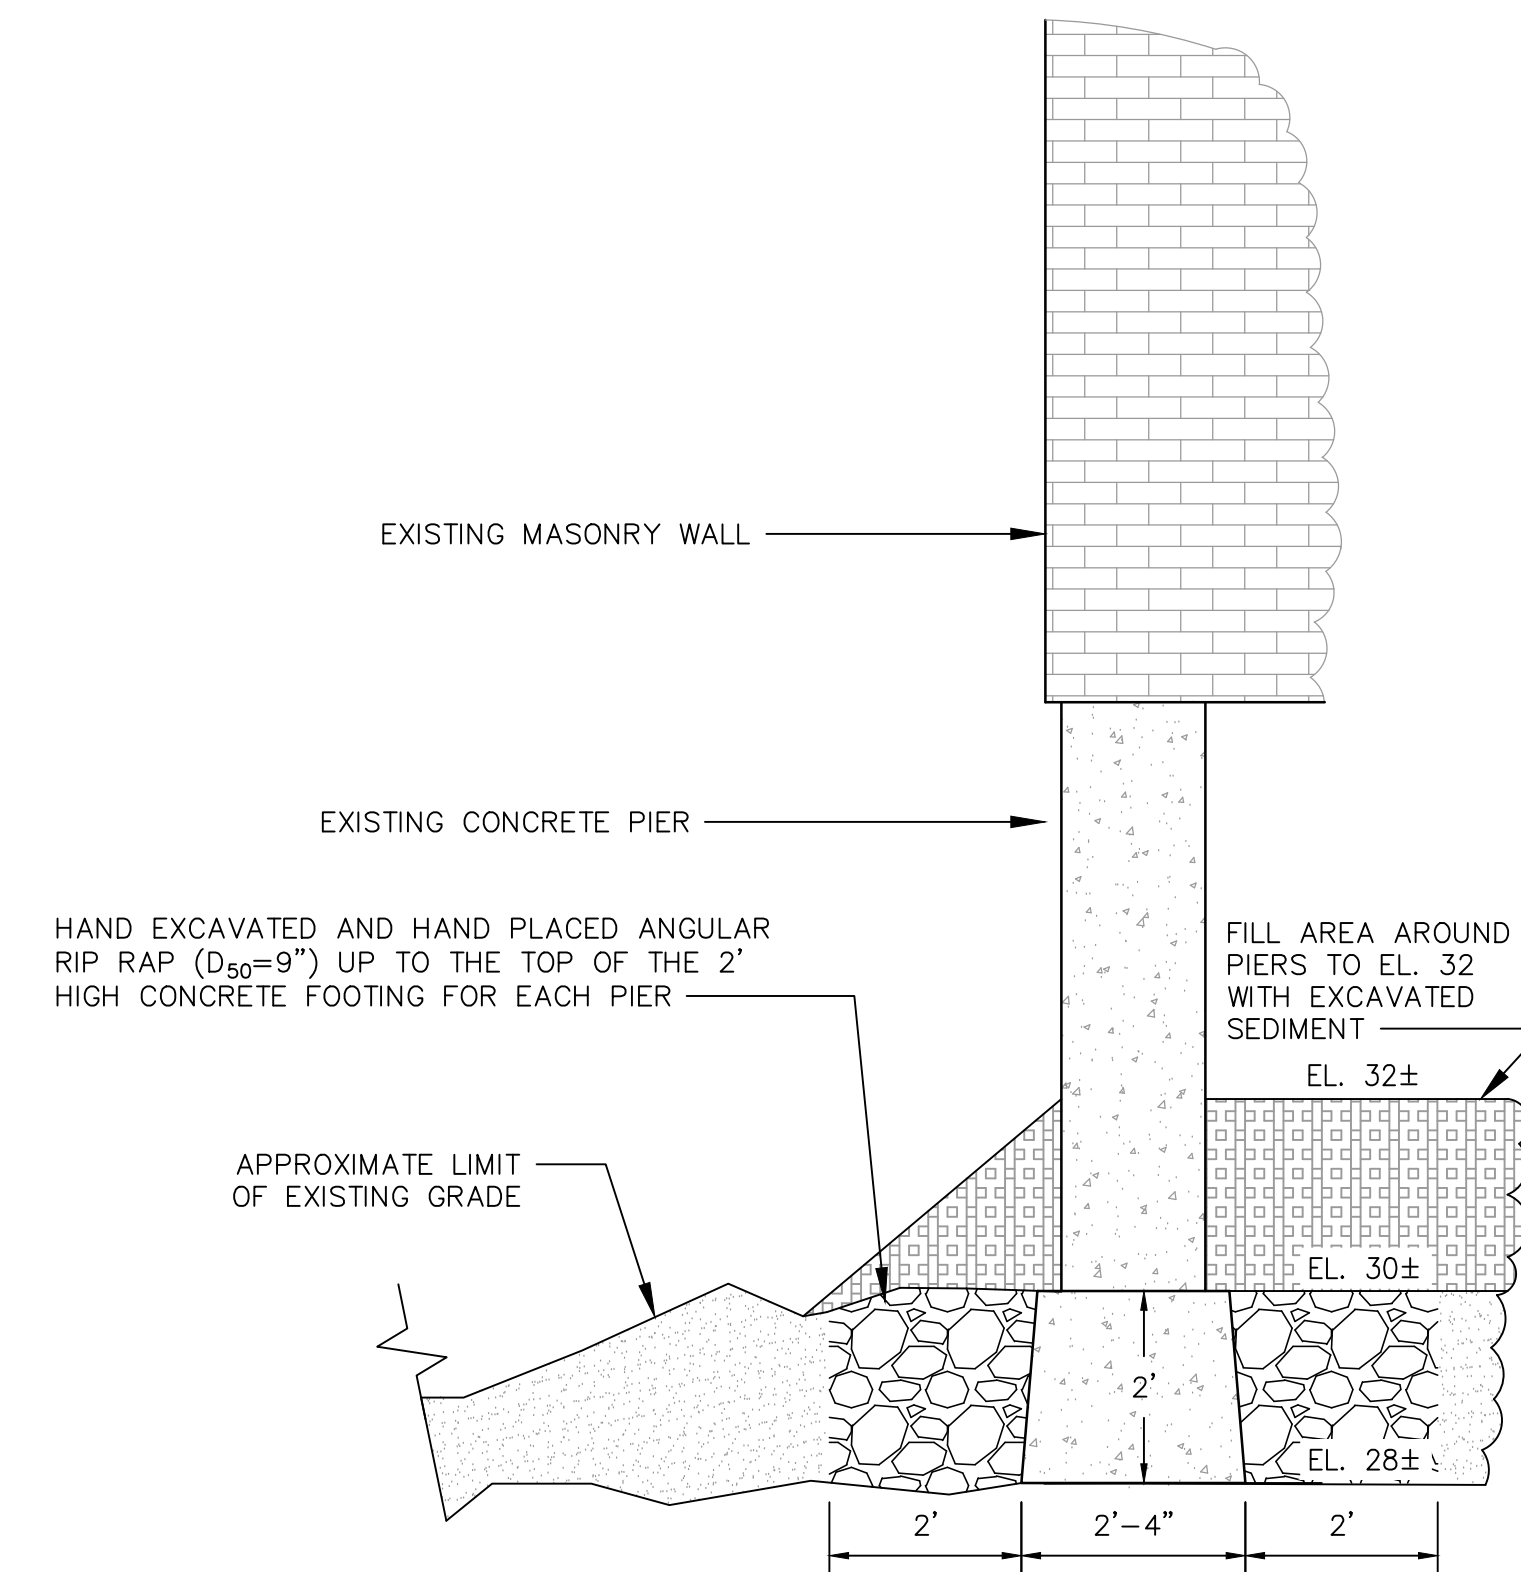 EXISTING MASONRY WALL
EXISTING CONCRETE PIER
HAND EXCAVATED AND HAND PLACED ANGULAR
RIP RAP (D50=9") UP TO THE TOP OF THE 2'
HIGH CONCRETE FOOTING FOR EACH PIER
FILL AREA AROUND
PIERS TO EL. 32
WITH EXCAVATED
SEDIMENT
EL. 32±
APPROXIMATE LIMIT
OF EXISTING GRADE
EL. 30±
2'
EL. 28±
2'
2'-4"
2'